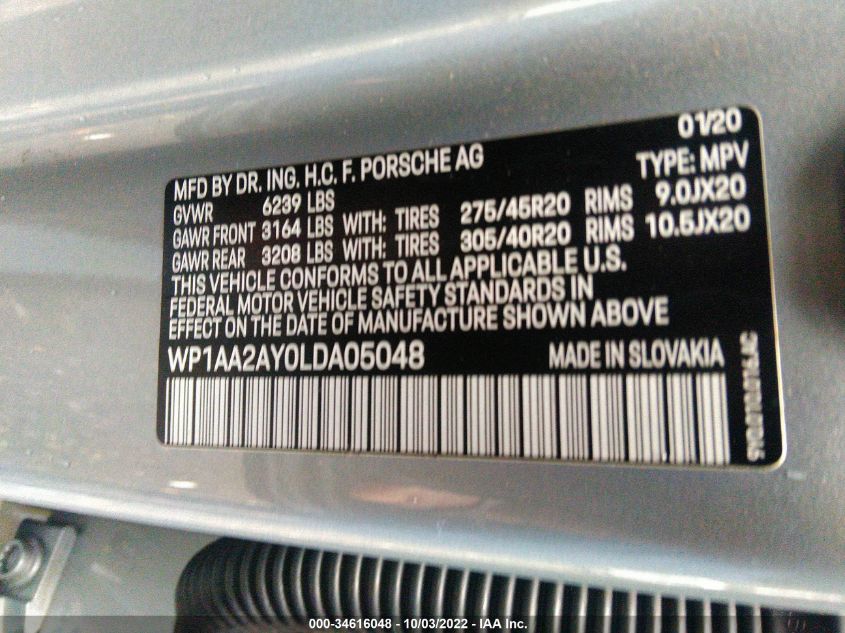 01/20
MFD BY DR. ING. H.C. F. PORSCHE AG TYPE: MPV
GVWR 6239 LBS
GAWR FRONT 3164 LBS WITH: TIRES 275/45R20 RIMS 9.0JX20
GAWR REAR 3208 LBS WITH: TIRES 305/40R20 RIMS 10.5JX20
THIS VEHICLE CONFORMS TO ALL APPLICABLE U.S.
FEDERAL MOTOR VEHICLE SAFETY STANDARDS IN
EFFECT ON THE DATE OF MANUFACTURE SHOWN ABOVE
WP1AA2AY0LDA05048 MADE IN SLOVAKIA
000-34616048 - 10/03/2022 - IAA Inc.